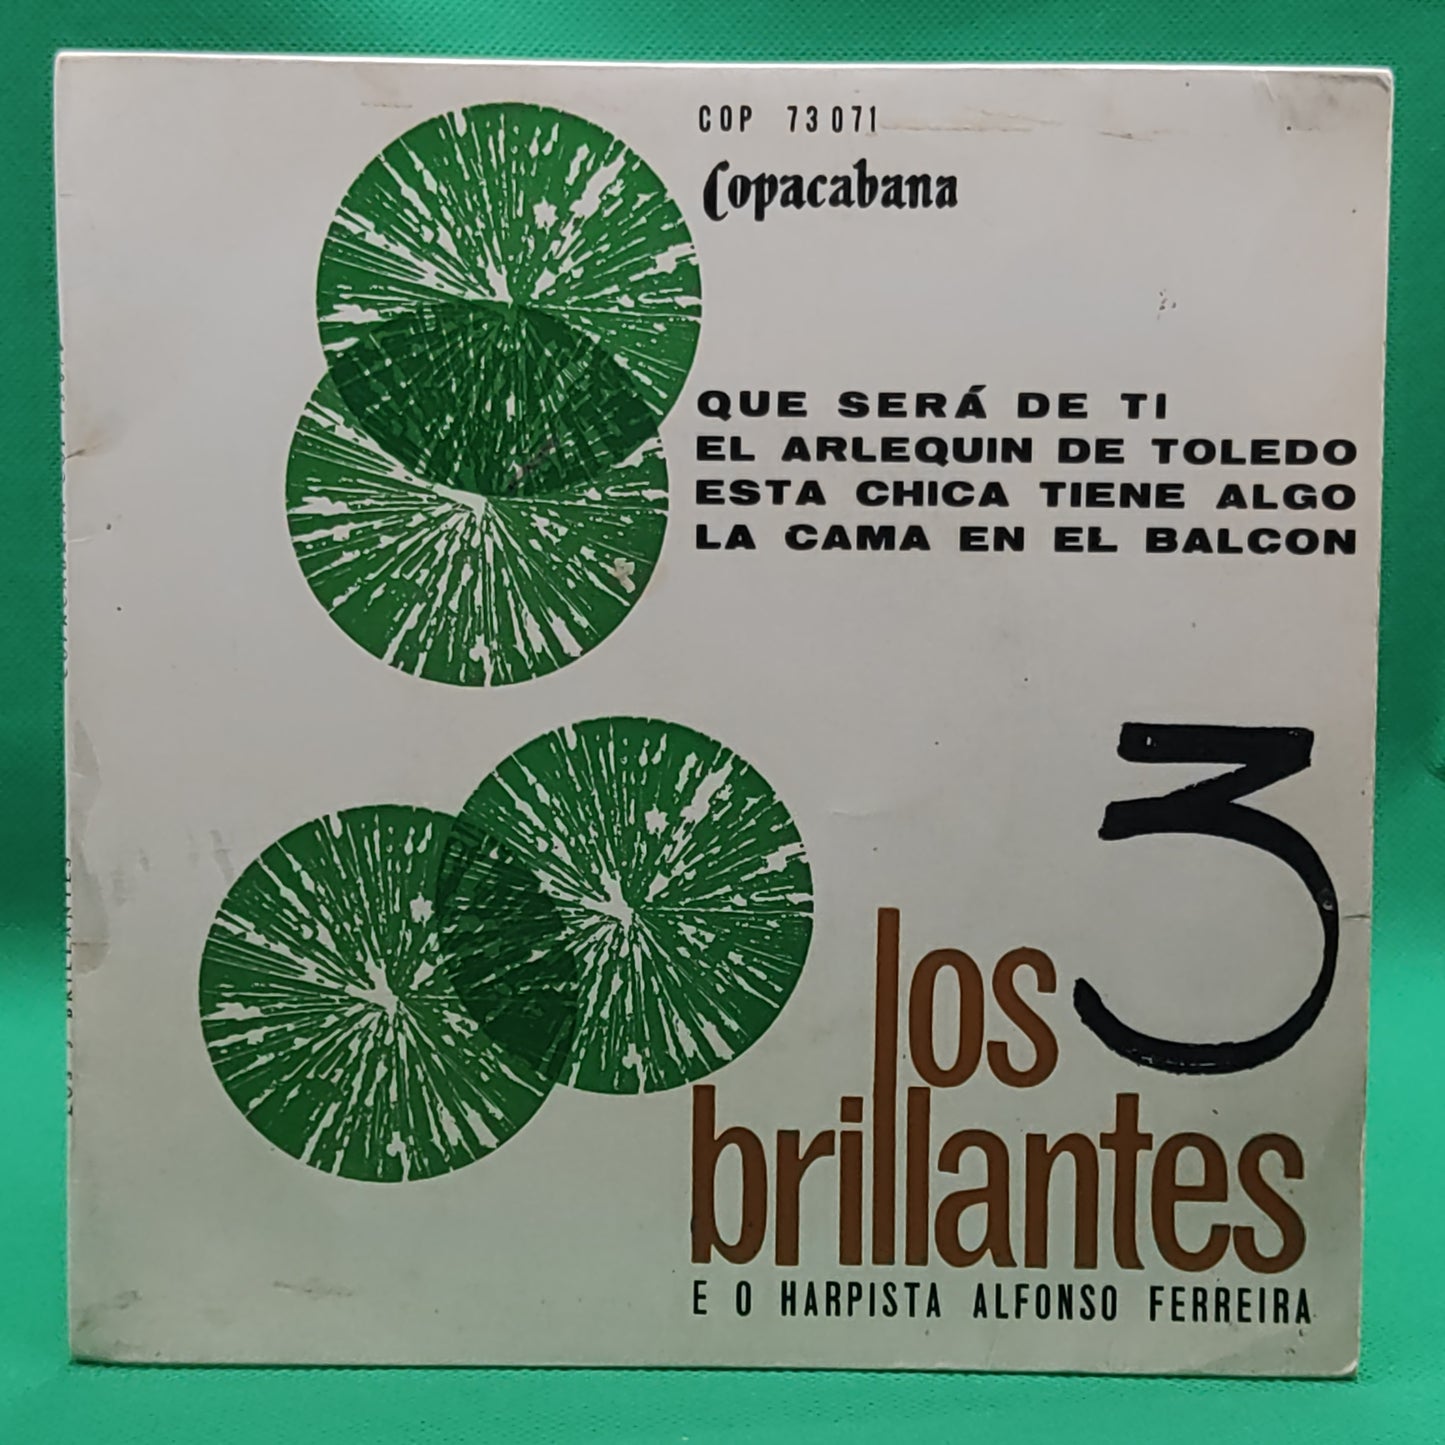 COP 73071
Copacabana
QUE SERÁ DE TI
EL ARLEQUIN DE TOLEDO
ESTA CHICA TIENE ALGO
LA CAMA EN EL BALCON
los 3
brillantes
E O HARPISTA ALFONSO FERREIRA